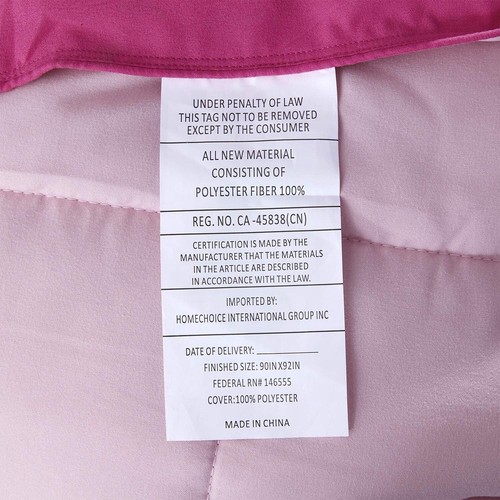 UNDER PENALTY OF LAW
THIS TAG NOT TO BE REMOVED
EXCEPT BY THE CONSUMER
ALL NEW MATERIAL
CONSISTING OF
POLYESTER FIBER 100%
REG. NO. CA -45838(CN)
CERTIFICATION IS MADE BY THE
MANUFACTURER THAT THE MATERIALS
IN THE ARTICLE ARE DESCRIBED
IN ACCORDANCE WITH THE LAW.
IMPORTED BY:
HOMECHOICE INTERNATIONAL GROUP INC
DATE OF DELIVERY: ___________
FINISHED SIZE: 90INX92IN
FEDERAL RN# 146555
COVER:100% POLYESTER
MADE IN CHINA